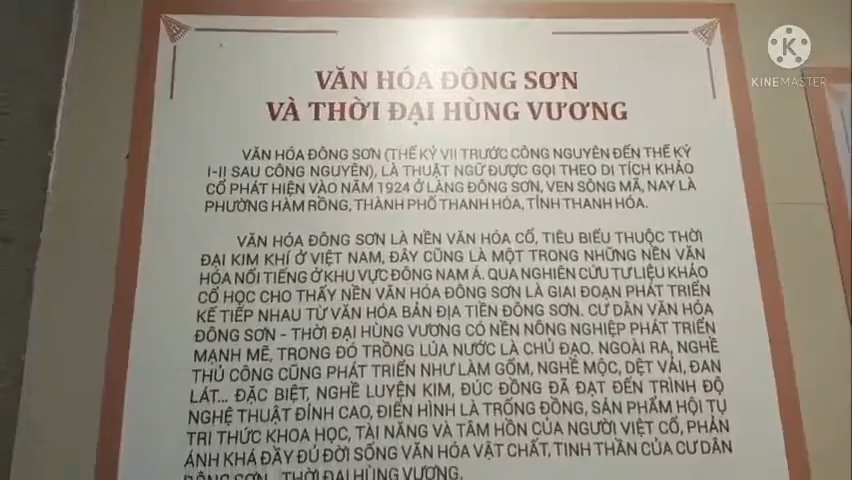 VĂN HÓA ĐÔNG SƠN
VÀ THỜI ĐẠI HÙNG VƯƠNG
KINEMASTER
VĂN HÓA ĐÔNG SƠN (THẾ KỶ VII TRƯỚC CÔNG NGUYÊN ĐẾN THẾ KỶ
I-II SAU CÔNG NGUYÊN), LÀ THUẬT NGỮ ĐƯỢC GỌI THEO DI TÍCH KHẢO
CỔ PHÁT HIỆN VÀO NĂM 1924 Ở LÀNG ĐÔNG SƠN, VEN SÔNG MÃ, NAY LÀ
PHƯỜNG HÀM RỒNG, THÀNH PHỐ THANH HÓA, TỈNH THANH HÓA.
VĂN HÓA ĐÔNG SƠN LÀ NỀN VĂN HÓA CỔ, TIÊU BIỂU THUỘC THỜI
ĐẠI KIM KHÍ Ở VIỆT NAM, ĐÂY CŨNG LÀ MỘT TRONG NHỮNG NỀN VĂN
HÓA NỔI TIẾNG Ở KHU VỰC ĐÔNG NAM Á. QUA NGHIÊN CỨU TƯ LIỆU KHẢO
CỔ HỌC CHO THẤY NỀN VĂN HÓA ĐÔNG SƠN LÀ GIAI ĐOẠN PHÁT TRIỂN
KẾ TIẾP NHAU TỪ VĂN HÓA BẢN ĐỊA TIỀN ĐÔNG SƠN. CƯ DÂN VĂN HÓA
ĐÔNG SƠN - THỜI ĐẠI HÙNG VƯƠNG CÓ NỀN NÔNG NGHIỆP PHÁT TRIỂN
MẠNH MẼ, TRONG ĐÓ TRỒNG LÚA NƯỚC LÀ CHỦ ĐẠO. NGOÀI RA, NGHỀ
THỦ CÔNG CŨNG PHÁT TRIỂN NHƯ LÀM GỐM, NGHỀ MỘC, DỆT VẢI, ĐAN
LÁT... ĐẶC BIỆT, NGHỀ LUYỆN KIM, ĐÚC ĐỒNG ĐÃ ĐẠT ĐẾN TRÌNH ĐỘ
NGHỆ THUẬT ĐỈNH CAO, ĐIỂN HÌNH LÀ TRỐNG ĐỒNG, SẢN PHẨM HỘI TỤ
TRI THỨC KHOA HỌC, TÀI NĂNG VÀ TÂM HỒN CỦA NGƯỜI VIỆT CỔ, PHẢN
ÁNH KHÁ ĐẦY ĐỦ ĐỜI SỐNG VĂN HÓA VẬT CHẤT, TINH THẦN CỦA CƯ DÂN
ĐÔNG SƠN - THỜI ĐẠI HÙNG VƯƠNG.